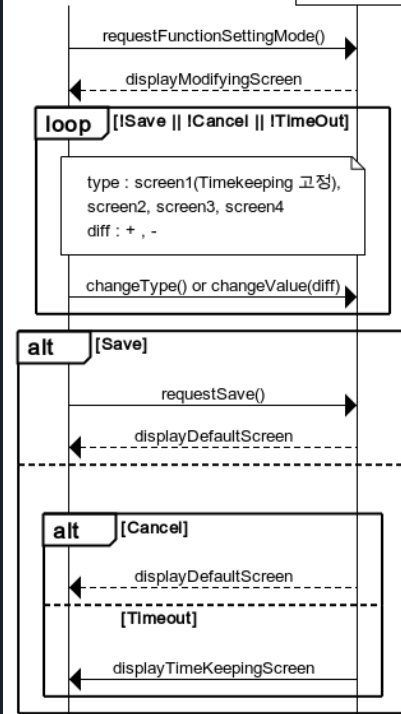 requestFunctionSettingMode()
displayModifyingScreen
loop [!Save || !Cancel || !TimeOut]
type : screen1(Timekeeping 고정),
screen2, screen3, screen4
diff : + , -
changeType() or changeValue(diff)
alt [Save]
requestSave()
displayDefaultScreen
alt [Cancel]
displayDefaultScreen
[Timeout]
displayTimeKeepingScreen